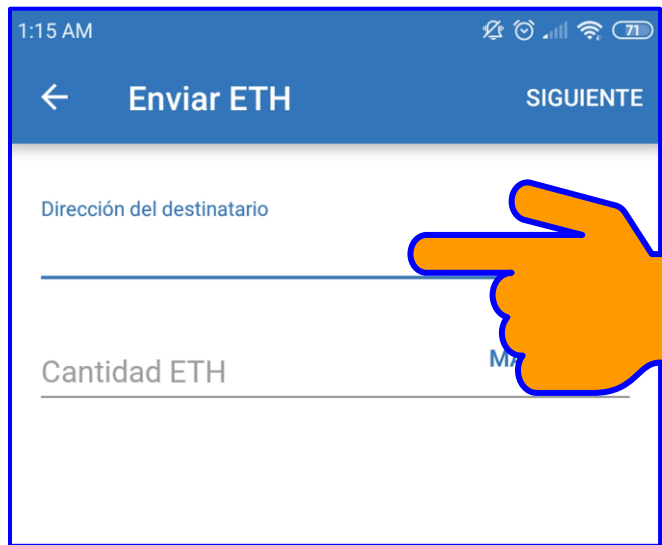 1:15 AM 71
Enviar ETH SIGUIENTE
Dirección del destinatario
Cantidad ETH